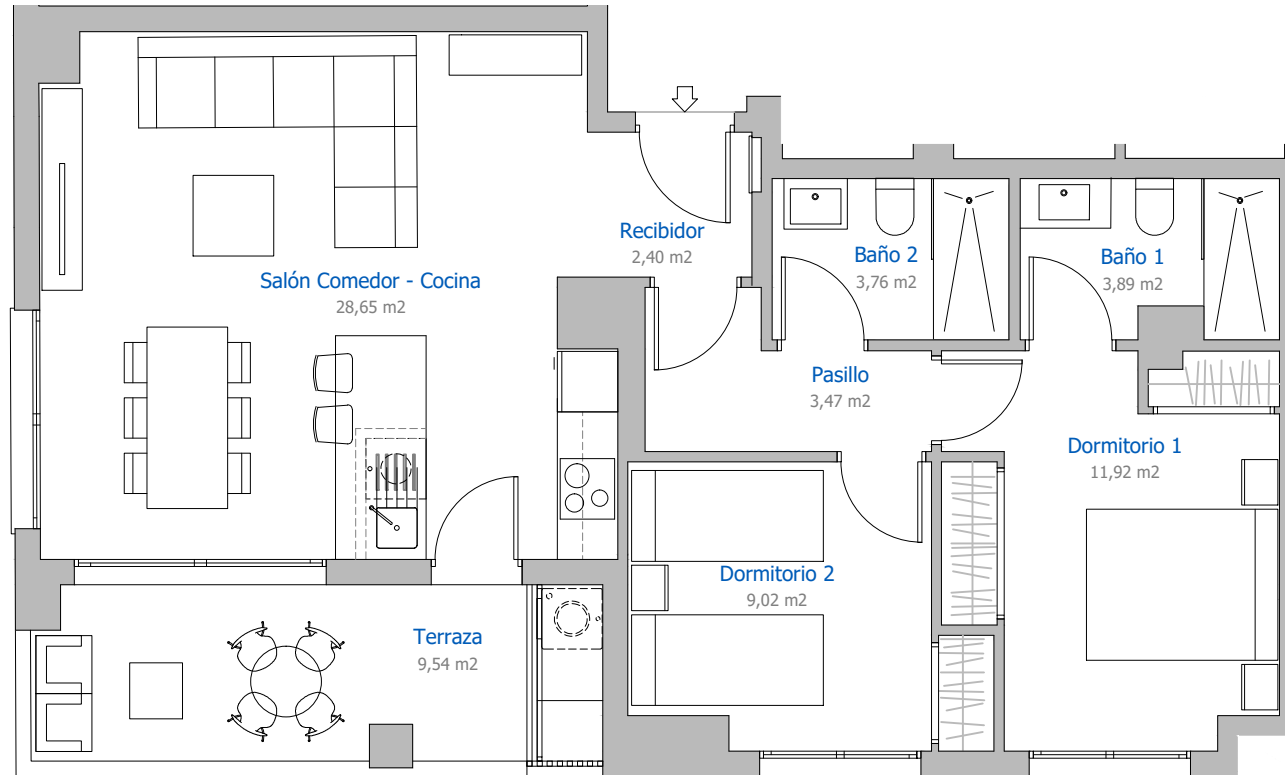 Recibidor
2,40 m2
Salón Comedor - Cocina
28,65 m2
Baño 2
3,76 m2
Baño 1
3,89 m2
Pasillo
3,47 m2
Dormitorio 1
11,92 m2
Dormitorio 2
9,02 m2
Terraza
9,54 m2